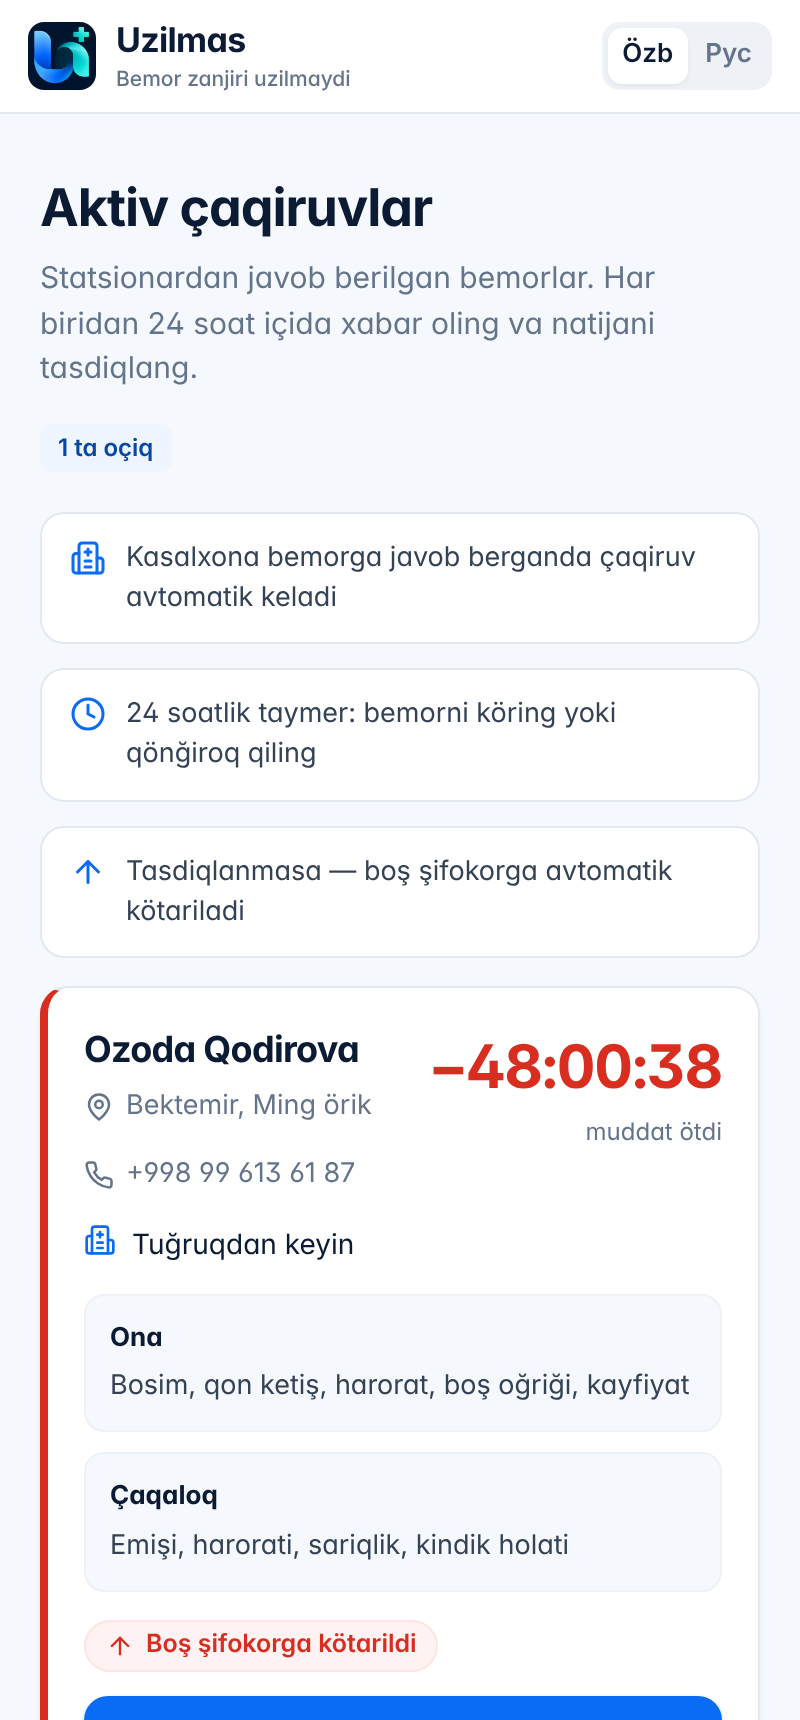 Uzilmas
Bemor zanjiri uzilmaydi
Özb
Рус
Aktiv çaqiruvlar
Statsionardan javob berilgan bemorlar. Har
biridan 24 soat içida xabar oling va natijani
tasdiqlang.
1 ta oçiq
Kasalxona bemorga javob berganda çaqiruv
avtomatik keladi
24 soatlik taymer: bemorni köring yoki
qönğiroq qiling
Tasdiqlanmasa — boş şifokorga avtomatik
kötariladi
Ozoda Qodirova
−48:00:38
Bektemir, Ming örik
muddat ötdi
+998 99 613 61 87
Tuğruqdan keyin
Ona
Bosim, qon ketiş, harorat, boş oğriği, kayfiyat
Çaqaloq
Emişi, harorati, sariqlik, kindik holati
Boş şifokorga kötarildi